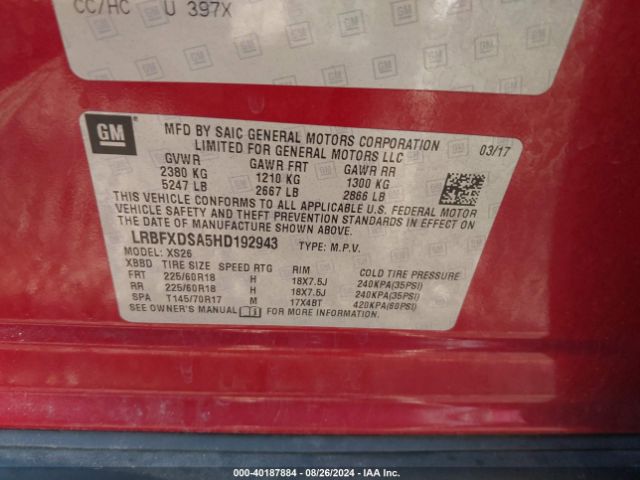 CC/HC U 397X
GM
MFD BY SAIC GENERAL MOTORS CORPORATION
LIMITED FOR GENERAL MOTORS LLC
03/17
GVWR GAWR FRT GAWR RR
2380 KG 1210 KG 1300 KG
5247 LB 2667 LB 2866 LB
THIS VEHICLE CONFORMS TO ALL APPLICABLE U.S. FEDERAL MOTOR
VEHICLE SAFETY AND THEFT PREVENTION STANDARDS IN EFFECT ON THE
DATE OF MANUFACTURE SHOWN ABOVE.
LRBFXDSA5HD192943 TYPE: M.P.V.
MODEL: XS26
XBBD TIRE SIZE SPEED RTG RIM COLD TIRE PRESSURE
FRT 225/60R18 H 18X7.5J 240KPA(35PSI)
RR 225/60R18 H 18X7.5J 240KPA(35PSI)
SPA T145/70R17 M 17X4BT 420KPA(60PSI)
SEE OWNER'S MANUAL FOR MORE INFORMATION.
000-40187884 - 08/26/2024 - IAA Inc.